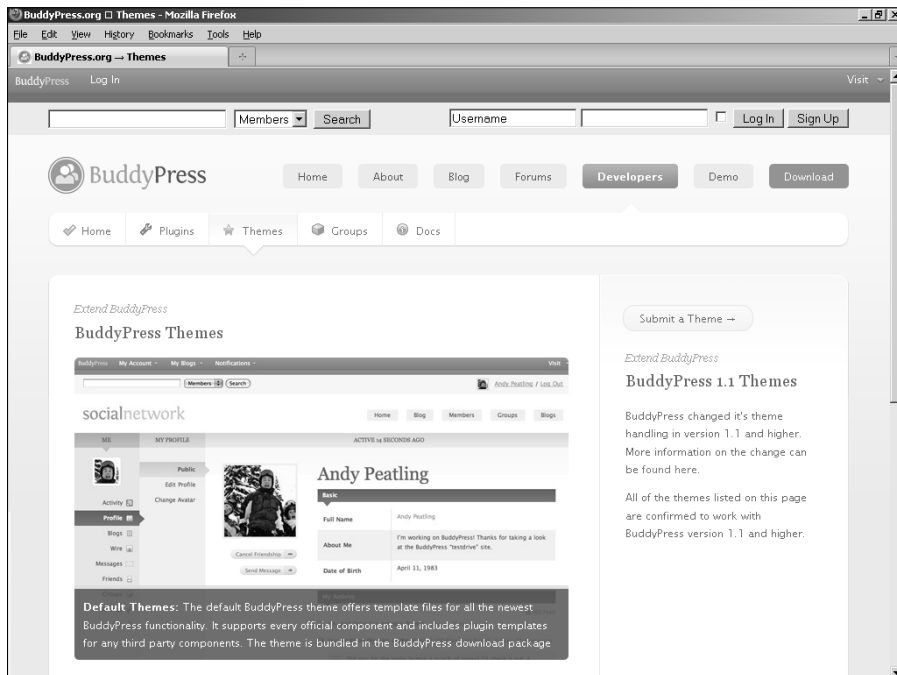 BuddyPress.org □ Themes - Mozilla Firefox
File Edit View History Bookmarks Tools Help
BuddyPress.org → Themes
BuddyPress Log In Visit
Members Search Username Log In Sign Up
BuddyPress Home About Blog Forums Developers Demo Download
Home Plugins Themes Groups Docs
Extend BuddyPress
BuddyPress Themes
BuddyPress My Account My Blogs Notifications Visit
Members Search Andy Peatling / Log Out
socialnetwork Home Blog Members Groups Blogs
ME MY PROFILE ACTIVE 14 SECONDS AGO
Public
Edit Profile
Change Avatar
Activity
Profile
Blogs
Wire
Messages
Friends
Cancel Friendship
Send Message
Andy Peatling
Basic
Full Name Andy Peatling
About Me I'm working on BuddyPress! Thanks for taking a look
at the BuddyPress "testdrive" site.
Date of Birth April 11, 1983
My Activity
Default Themes: The default BuddyPress theme offers template files for all the newest
BuddyPress functionality. It supports every official component and includes plugin templates
for any third party components. The theme is bundled in the BuddyPress download package
Submit a Theme →
Extend BuddyPress
BuddyPress 1.1 Themes
BuddyPress changed it's theme
handling in version 1.1 and higher.
More information on the change can
be found here.
All of the themes listed on this page
are confirmed to work with
BuddyPress version 1.1 and higher.